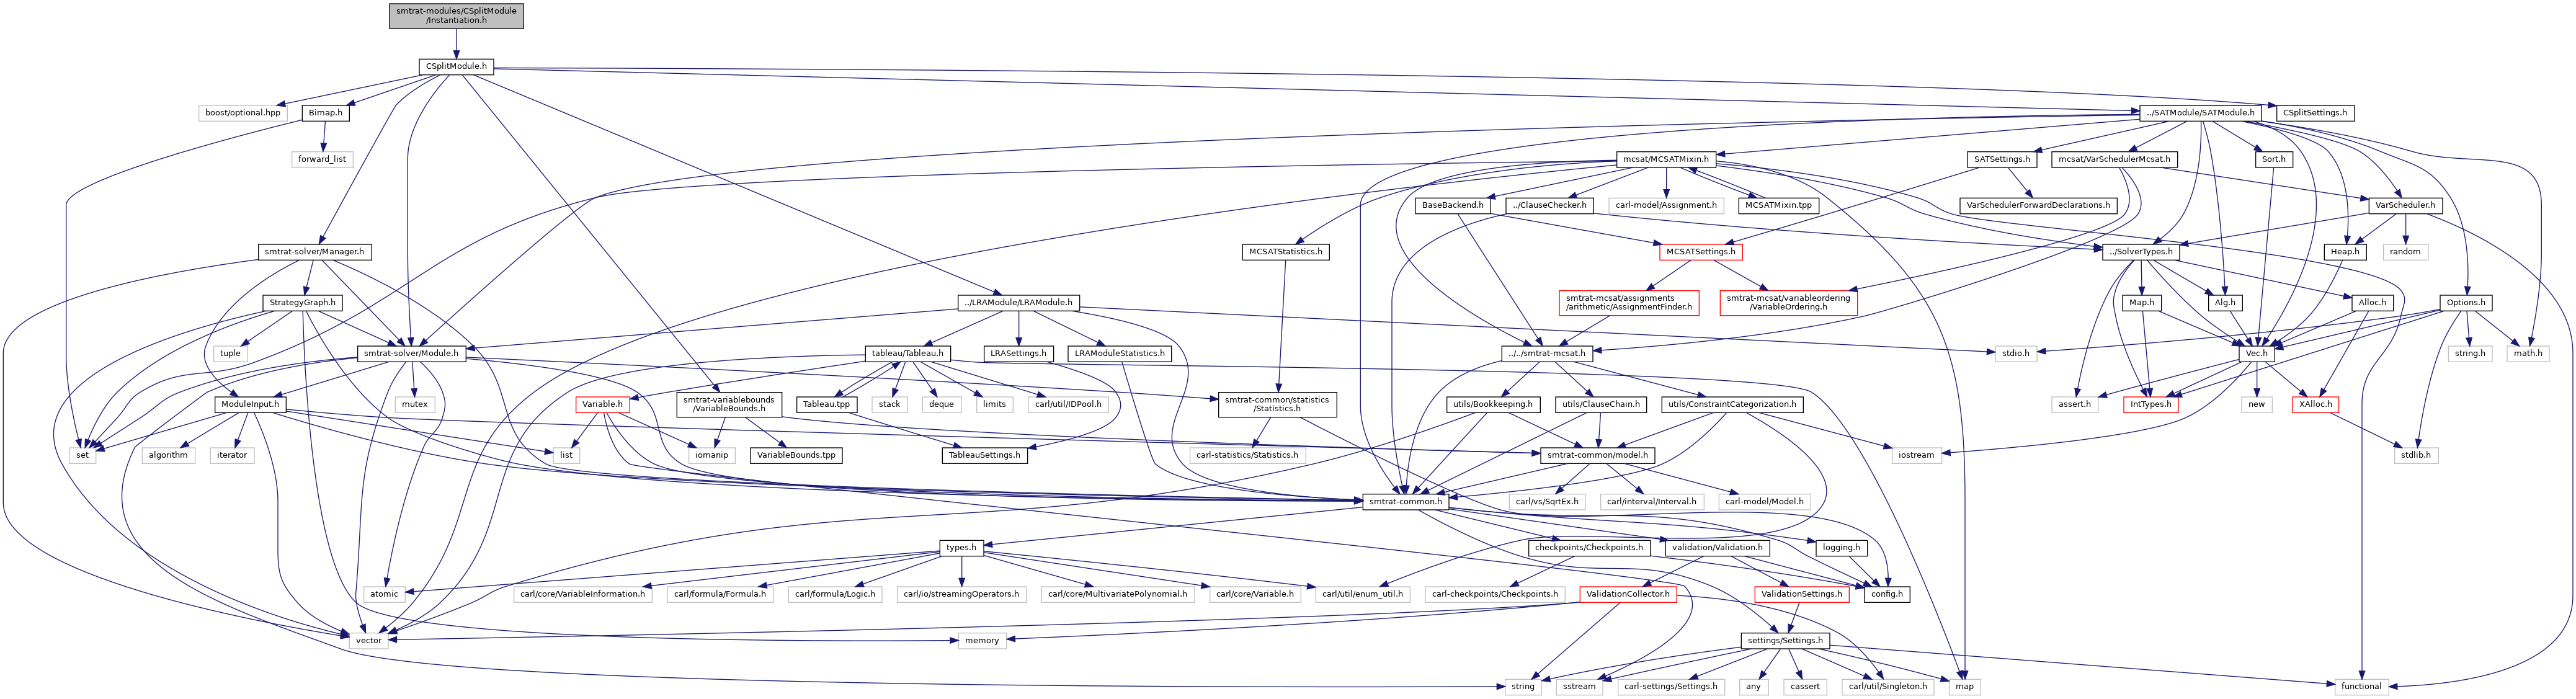 smtrat-modules/CSplitModule
/Instantiation.h
CSplitModule.h
boost/optional.hpp
Bimap.h
../SATModule/SATModule.h
CSplitSettings.h
forward_list
mcsat/MCSATMixin.h
SATSettings.h
mcsat/VarSchedulerMcsat.h
Sort.h
BaseBackend.h
../ClauseChecker.h
carl-model/Assignment.h
MCSATMixin.tpp
VarSchedulerForwardDeclarations.h
VarScheduler.h
smtrat-solver/Manager.h
MCSATStatistics.h
MCSATSettings.h
../SolverTypes.h
Heap.h
random
StrategyGraph.h
../LRAModule/LRAModule.h
smtrat-mcsat/assignments
/arithmetic/AssignmentFinder.h
smtrat-mcsat/variableordering
/VariableOrdering.h
Map.h
Alg.h
Alloc.h
Options.h
tuple
smtrat-solver/Module.h
tableau/Tableau.h
LRASettings.h
LRAModuleStatistics.h
../../smtrat-mcsat.h
stdio.h
Vec.h
string.h
math.h
ModuleInput.h
mutex
Variable.h
smtrat-variablebounds
/VariableBounds.h
Tableau.tpp
stack
deque
limits
carl/util/IDPool.h
smtrat-common/statistics
/Statistics.h
utils/Bookkeeping.h
utils/ClauseChain.h
utils/ConstraintCategorization.h
assert.h
IntTypes.h
new
XAlloc.h
set
algorithm
iterator
list
iomanip
VariableBounds.tpp
TableauSettings.h
carl-statistics/Statistics.h
smtrat-common/model.h
iostream
stdlib.h
smtrat-common.h
carl/vs/SqrtEx.h
carl/interval/Interval.h
carl-model/Model.h
types.h
checkpoints/Checkpoints.h
validation/Validation.h
logging.h
atomic
carl/core/VariableInformation.h
carl/formula/Formula.h
carl/formula/Logic.h
carl/io/streamingOperators.h
carl/core/MultivariatePolynomial.h
carl/core/Variable.h
carl/util/enum_util.h
carl-checkpoints/Checkpoints.h
ValidationCollector.h
ValidationSettings.h
config.h
vector
memory
settings/Settings.h
string
sstream
carl-settings/Settings.h
any
cassert
carl/util/Singleton.h
map
functional